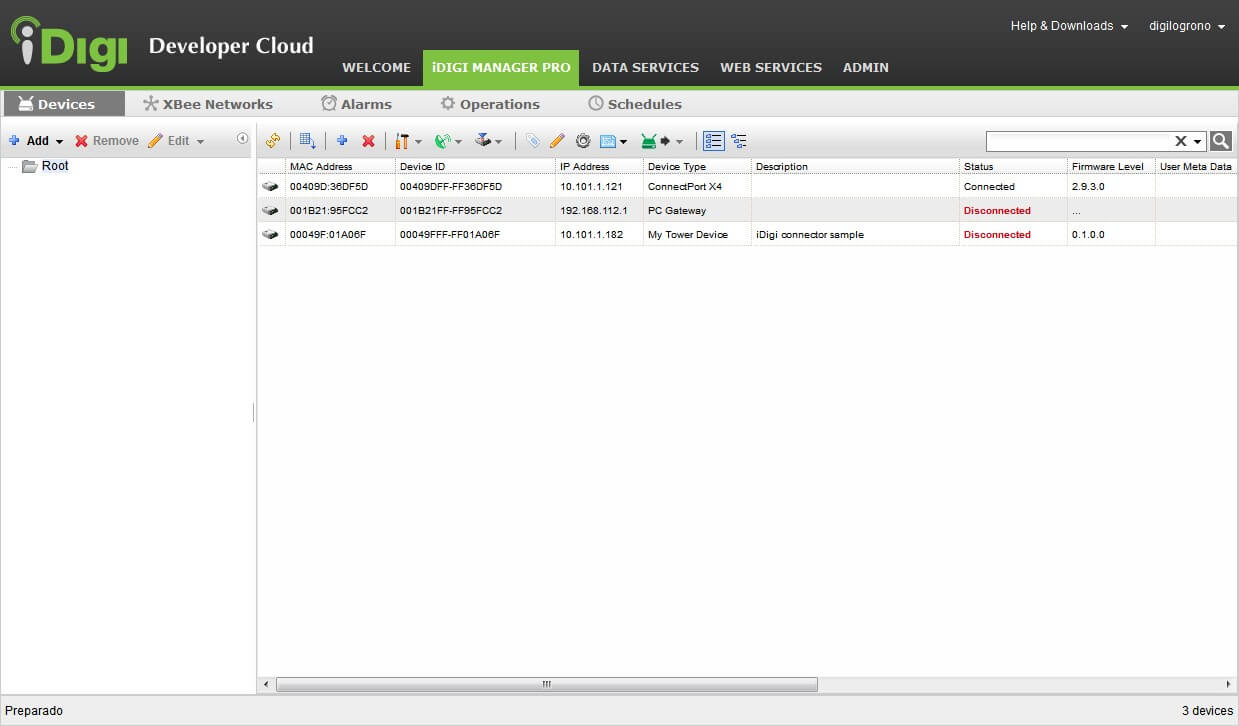 iDigi Developer Cloud
Help & Downloads digilogrono
WELCOME iDIGI MANAGER PRO DATA SERVICES WEB SERVICES ADMIN
Devices XBee Networks Alarms Operations Schedules
Add Remove Edit
Root
MAC Address Device ID IP Address Device Type Description Status Firmware Level User Meta Data
00409D:36DF5D 00409DFF-FF36DF5D 10.101.1.121 ConnectPort X4 Connected 2.9.3.0
001B21:95FCC2 001B21FF-FF95FCC2 192.168.112.1 PC Gateway Disconnected ...
00049F:01A06F 00049FFF-FF01A06F 10.101.1.182 My Tower Device iDigi connector sample Disconnected 0.1.0.0
Preparado 3 devices